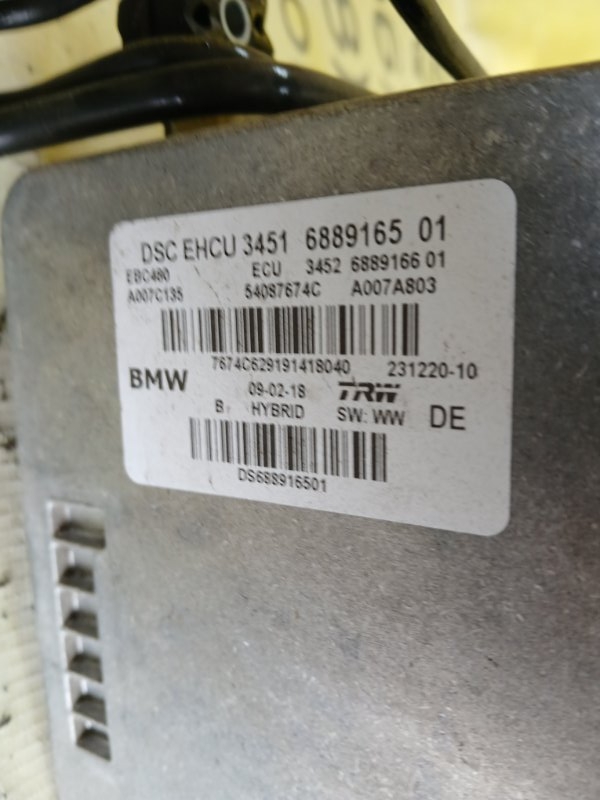 DSC EHCU 3451 6889165 01
EBC460 ECU 3452 6889166 01
A007C135 54087674C A007A803
7674C629191418040 231220-10
BMW 09-02-18 TRW
B. HYBRID SW: WW DE
DS688916501